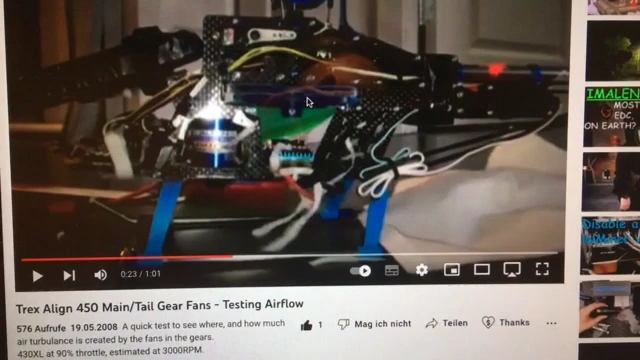 IMALEN
MOST
EDC,
ON EARTH?
Disable a
0:23 / 1:01
Trex Align 450 Main/Tail Gear Fans - Testing Airflow
576 Aufrufe 19.05.2008 A quick test to see where, and how much
air turbulance is created by the fans in the gears.
430XL at 90% throttle, estimated at 3000RPM.
1 Mag ich nicht Teilen Thanks